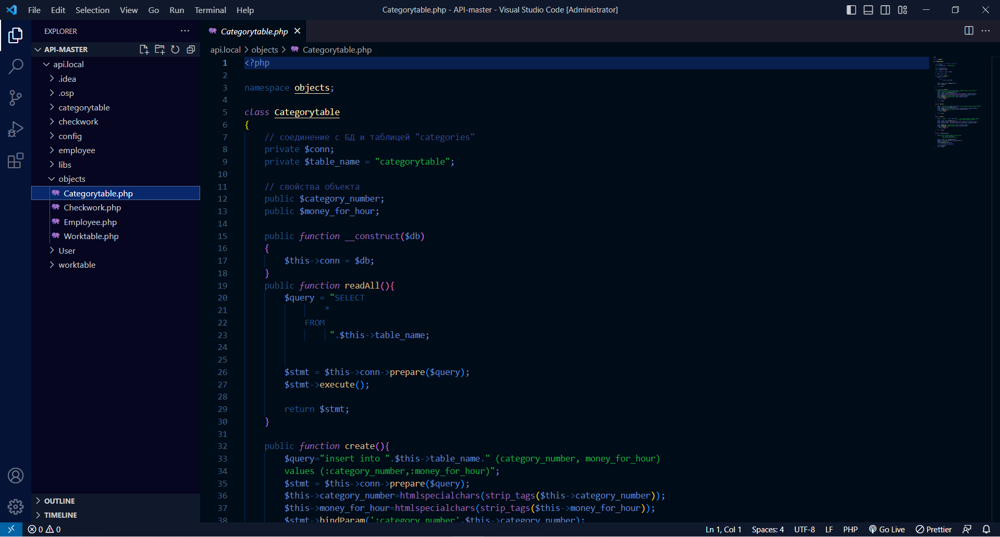 File Edit Selection View Go Run Terminal Help
Categorytable.php - API-master - Visual Studio Code [Administrator]
EXPLORER
API-MASTER
api.local
.idea
.osp
categorytable
checkwork
config
employee
libs
objects
Categorytable.php
Checkwork.php
Employee.php
Worktable.php
User
worktable
OUTLINE
TIMELINE
Categorytable.php
api.local > objects > Categorytable.php
1 <?php
2
3 namespace objects;
4
5 class Categorytable
6 {
7 // соединение с БД и таблицей "categories"
8 private $conn;
9 private $table_name = "categorytable";
10
11 // свойства объекта
12 public $category_number;
13 public $money_for_hour;
14
15 public function __construct($db)
16 {
17 $this->conn = $db;
18 }
19 public function readAll(){
20 $query = "SELECT
21 *
22 FROM
23 ".$this->table_name;
24
25
26 $stmt = $this->conn->prepare($query);
27 $stmt->execute();
28
29 return $stmt;
30 }
31
32 public function create(){
33 $query="insert into ".$this->table_name." (category_number, money_for_hour)
34 values (:category_number,:money_for_hour)";
35 $stmt = $this->conn->prepare($query);
36 $this->category_number=htmlspecialchars(strip_tags($this->category_number));
37 $this->money_for_hour=htmlspecialchars(strip_tags($this->money_for_hour));
38 $stmt->bindParam(':category_number',$this->category_number);
0 0
Ln 1, Col 1 Spaces: 4 UTF-8 LF PHP Go Live Prettier